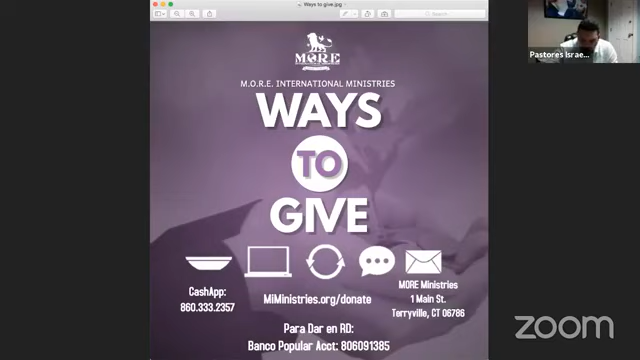 Ways to give.jpg
Search
Pastores Israe...
M.O.R.E
M.O.R.E. INTERNATIONAL MINISTRIES
WAYS
TO
GIVE
CashApp:
860.333.2357
MiMinistries.org/donate
MORE Ministries
1 Main St.
Terryville, CT 06786
Para Dar en RD:
Banco Popular Acct: 806091385
zoom